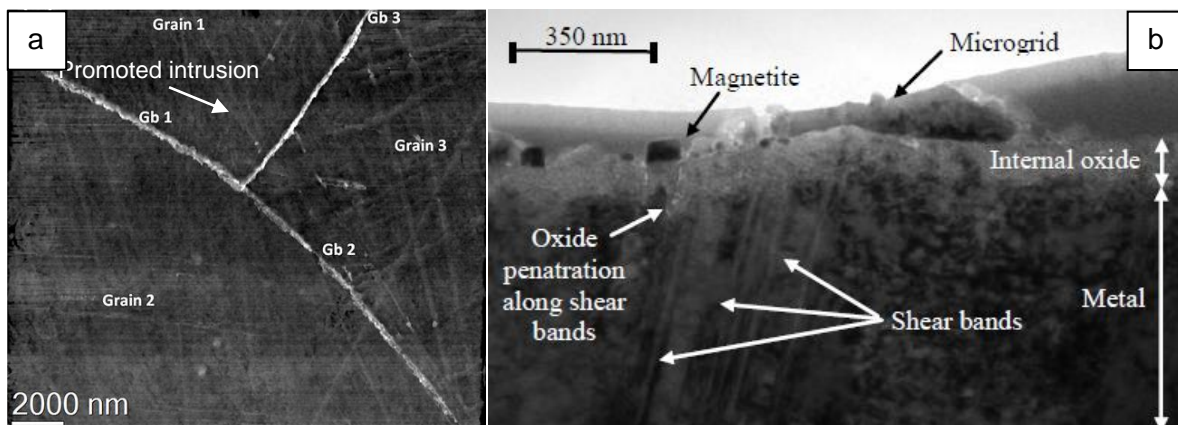 a
Grain 1
Gb 3
Promoted intrusion
Gb 1
Grain 3
Gb 2
Grain 2
2000 nm
b
350 nm
Microgrid
Magnetite
Internal oxide
Oxide
penatration
along shear
bands
Shear bands
Metal